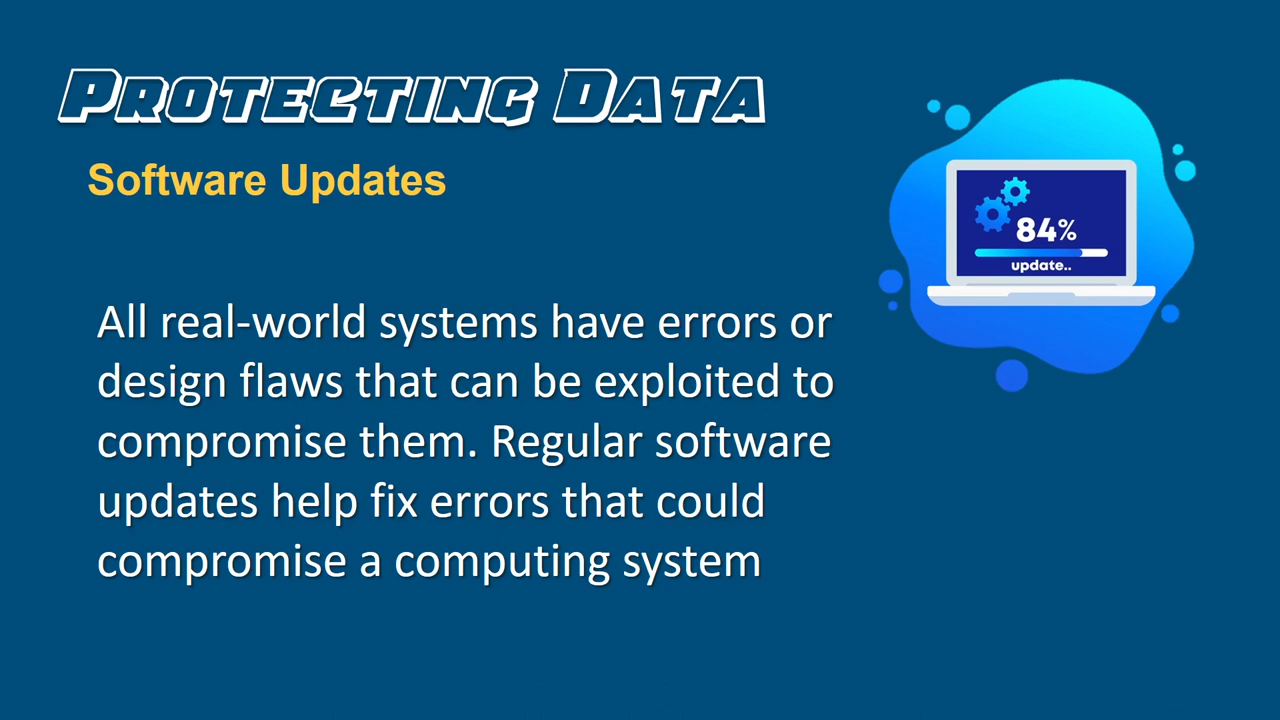 Protecting Data
Software Updates
84%
update..
All real-world systems have errors or
design flaws that can be exploited to
compromise them. Regular software
updates help fix errors that could
compromise a computing system